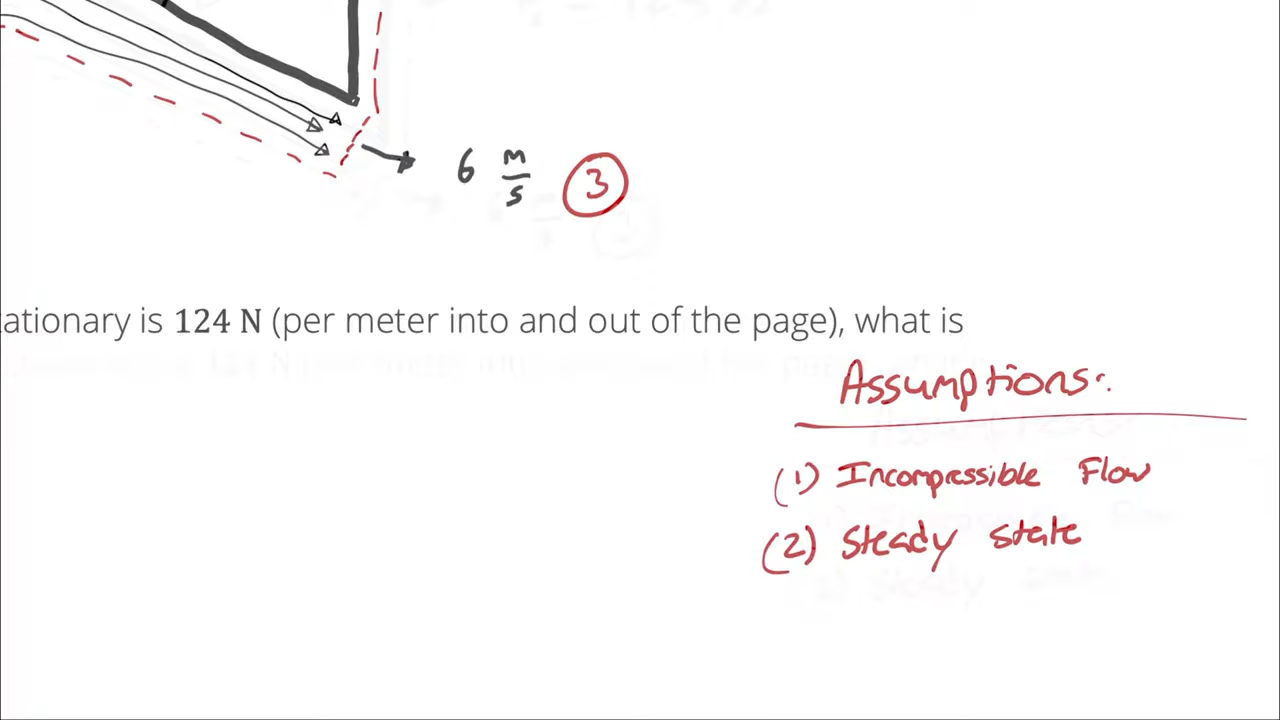 6 m/s 3
tationary is 124 N (per meter into and out of the page), what is
Assumptions:
(1) Incompressible Flow
(2) Steady State